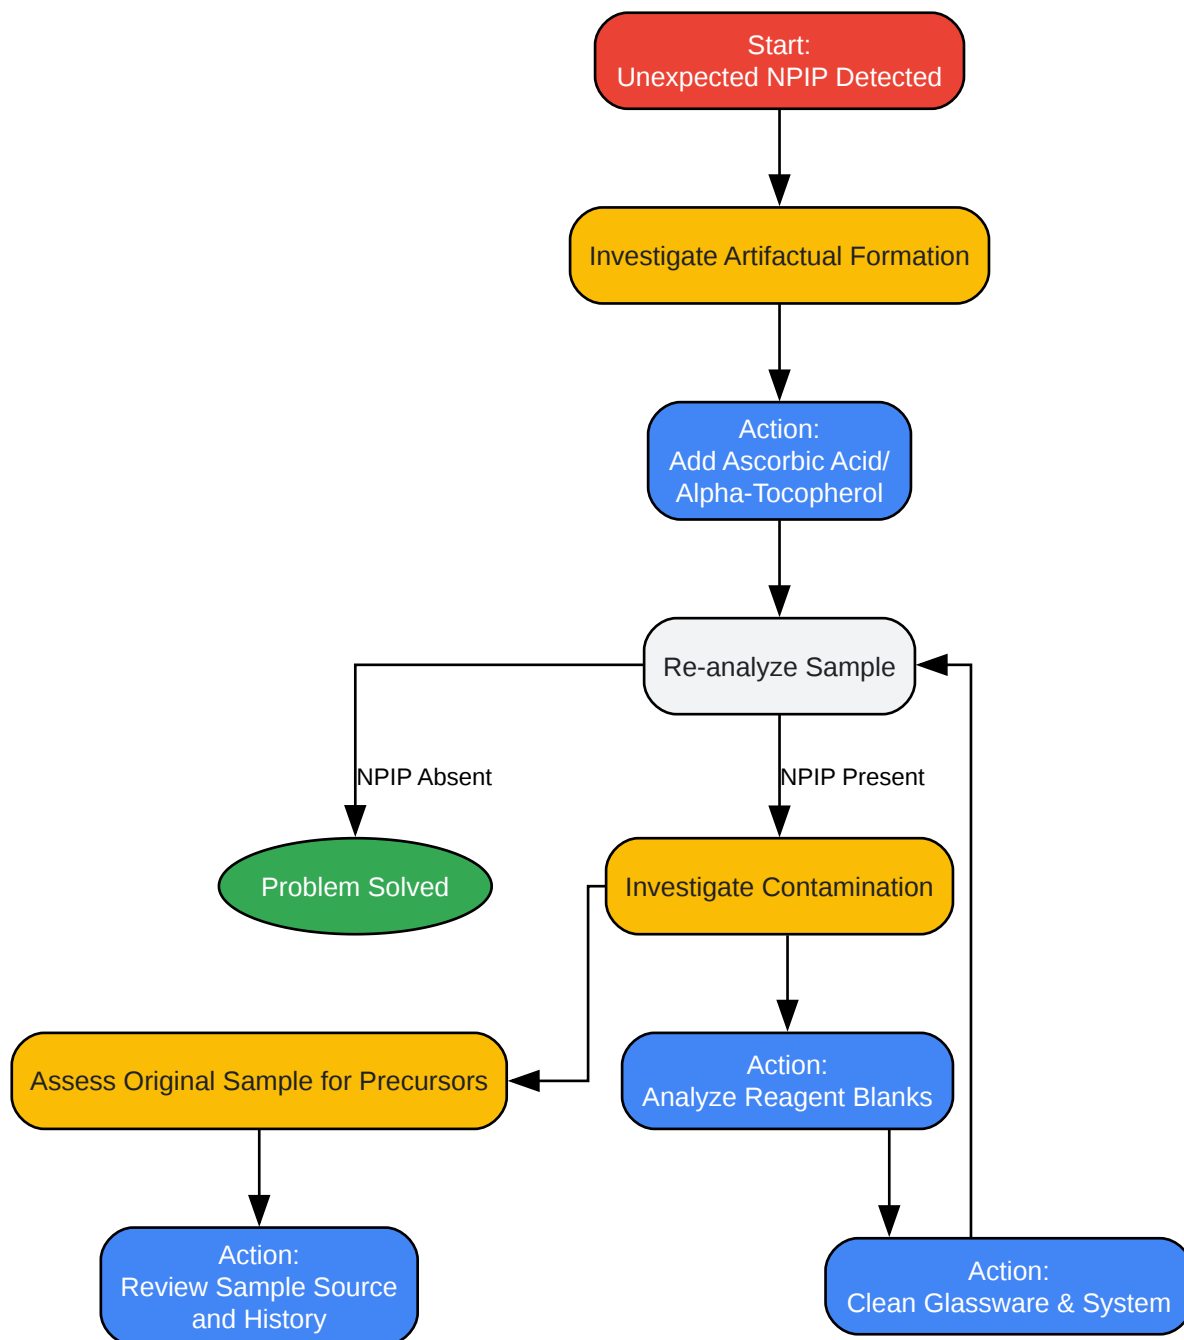 Start:
Unexpected NPIP Detected
Investigate Artifactual Formation
Action:
Add Ascorbic Acid/
Alpha-Tocopherol
Re-analyze Sample
NPIP Absent
NPIP Present
Problem Solved
Investigate Contamination
Assess Original Sample for Precursors
Action:
Analyze Reagent Blanks
Action:
Review Sample Source
and History
Action:
Clean Glassware & System